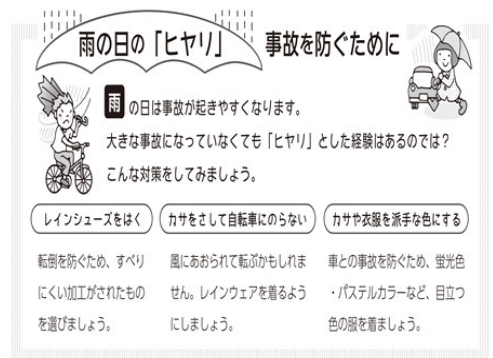 雨の日の「ヒヤリ」 事故を防ぐために
雨の日は事故が起きやすくなります。
大きな事故になっていなくても「ヒヤリ」とした経験はあるのでは？
こんな対策をしてみましょう。
レインシューズをはく
転倒を防ぐため、すべり
にくい加工がされたもの
を選びましょう。
カサをさして自転車にのらない
風にあおられて転ぶかもしれま
せん。レインウェアを着るよう
にしましょう。
カサや衣服を派手な色にする
車との事故を防ぐため、蛍光色
・パステルカラーなど、目立つ
色の服を着ましょう。